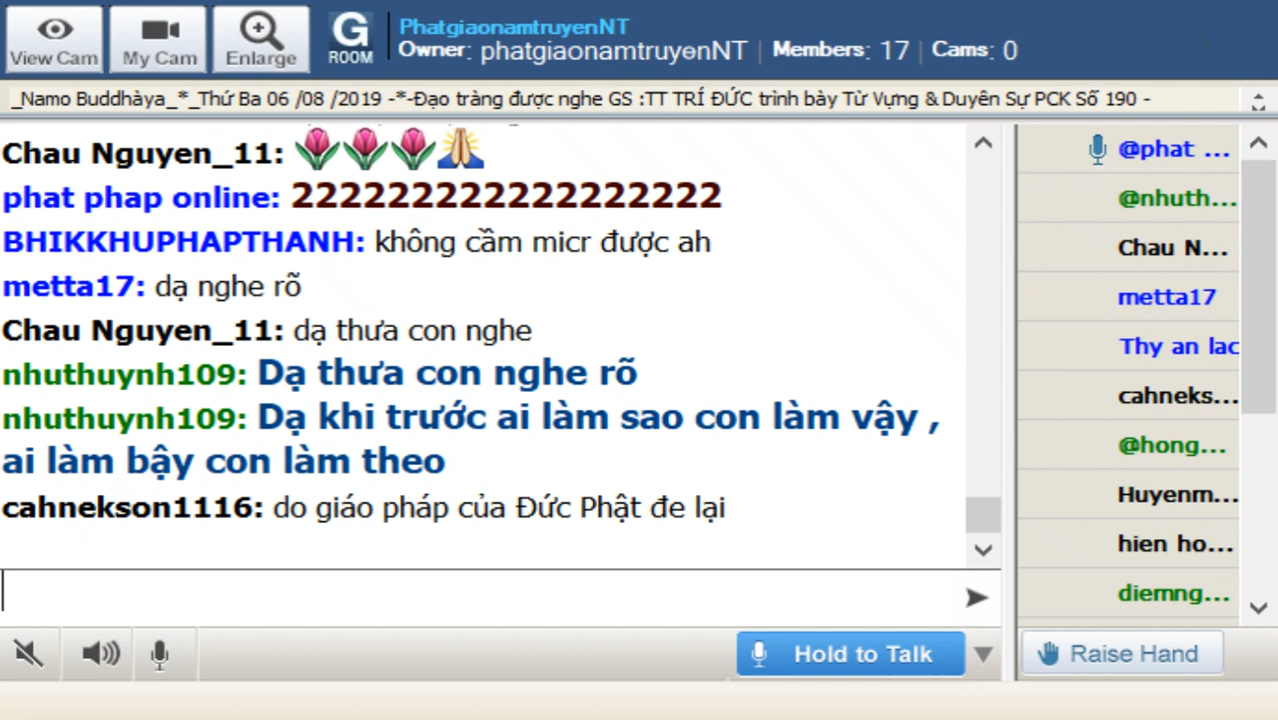 View Cam
My Cam
Enlarge
G
ROOM
PhatgiaonamtruyenNT
Owner: phatgiaonamtruyenNT | Members: 17 | Cams: 0
_Namo Buddhàya_*_Thứ Ba 06 /08 /2019 -*-Đạo tràng được nghe GS :TT TRÍ ĐỨC trình bày Từ Vựng & Duyên Sự PCK Số 190 -
Chau Nguyen_11: 🌷🌷🌷🙏
phat phap online: 222222222222222222
BHIKKHUPHAPTHANH: không cầm micr được ah
metta17: dạ nghe rõ
Chau Nguyen_11: dạ thưa con nghe
nhuthuynh109: Dạ thưa con nghe rõ
nhuthuynh109: Dạ khi trước ai làm sao con làm vậy ,
ai làm bậy con làm theo
cahnekson1116: do giáo pháp của Đức Phật đe lại
@phat ...
@nhuth...
Chau N...
metta17
Thy an lac
cahneks...
@hong...
Huyenm...
hien ho...
diemng...
Hold to Talk
Raise Hand